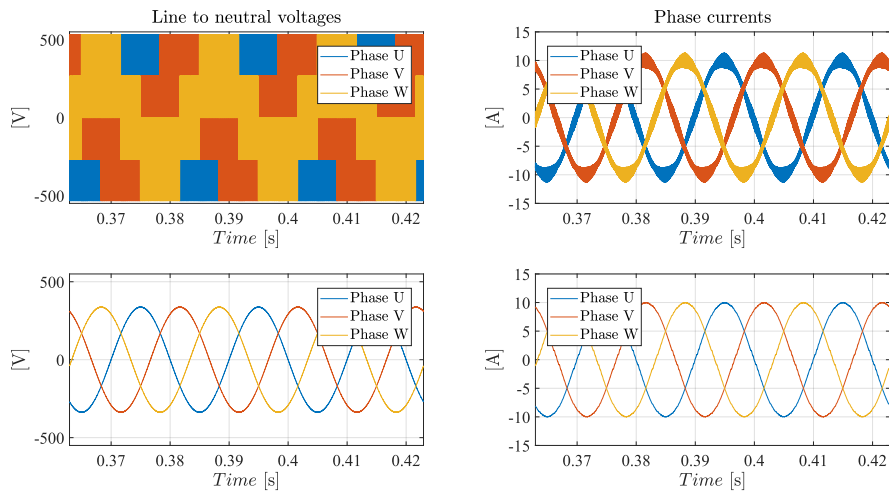 Line to neutral voltages
500
0
-500
[V]
Phase U
Phase V
Phase W
0.37 0.38 0.39 0.4 0.41 0.42
Time [s]
Phase currents
15
10
5
0
-5
-10
-15
[A]
Phase U
Phase V
Phase W
0.37 0.38 0.39 0.4 0.41 0.42
Time [s]
500
0
-500
[V]
Phase U
Phase V
Phase W
0.37 0.38 0.39 0.4 0.41 0.42
Time [s]
15
10
5
0
-5
-10
-15
[A]
Phase U
Phase V
Phase W
0.37 0.38 0.39 0.4 0.41 0.42
Time [s]